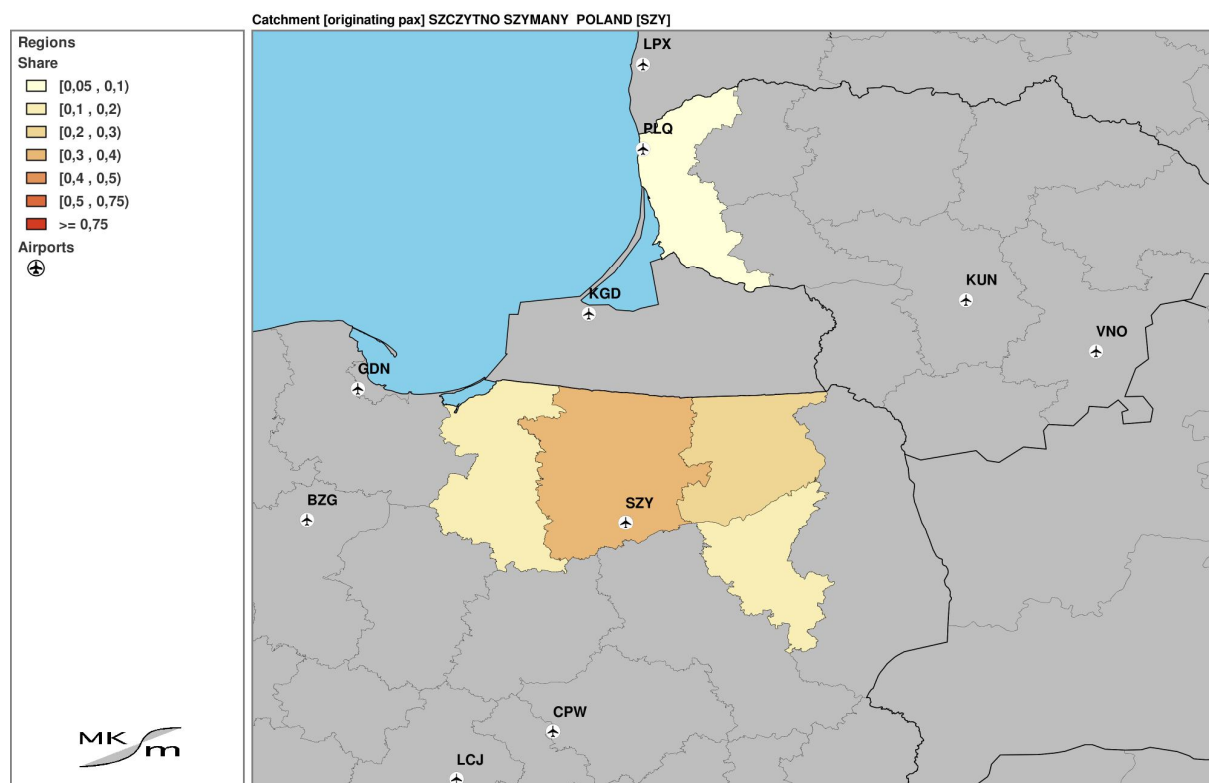 Catchment [originating pax] SZCZYTNO SZYMANY POLAND [SZY]
Regions
Share
[0,05 , 0,1)
[0,1 , 0,2)
[0,2 , 0,3)
[0,3 , 0,4)
[0,4 , 0,5)
[0,5 , 0,75)
>= 0,75
Airports
LPX
PLQ
KGD
KUN
VNO
GDN
BZG
SZY
CPW
LCJ
MK
m